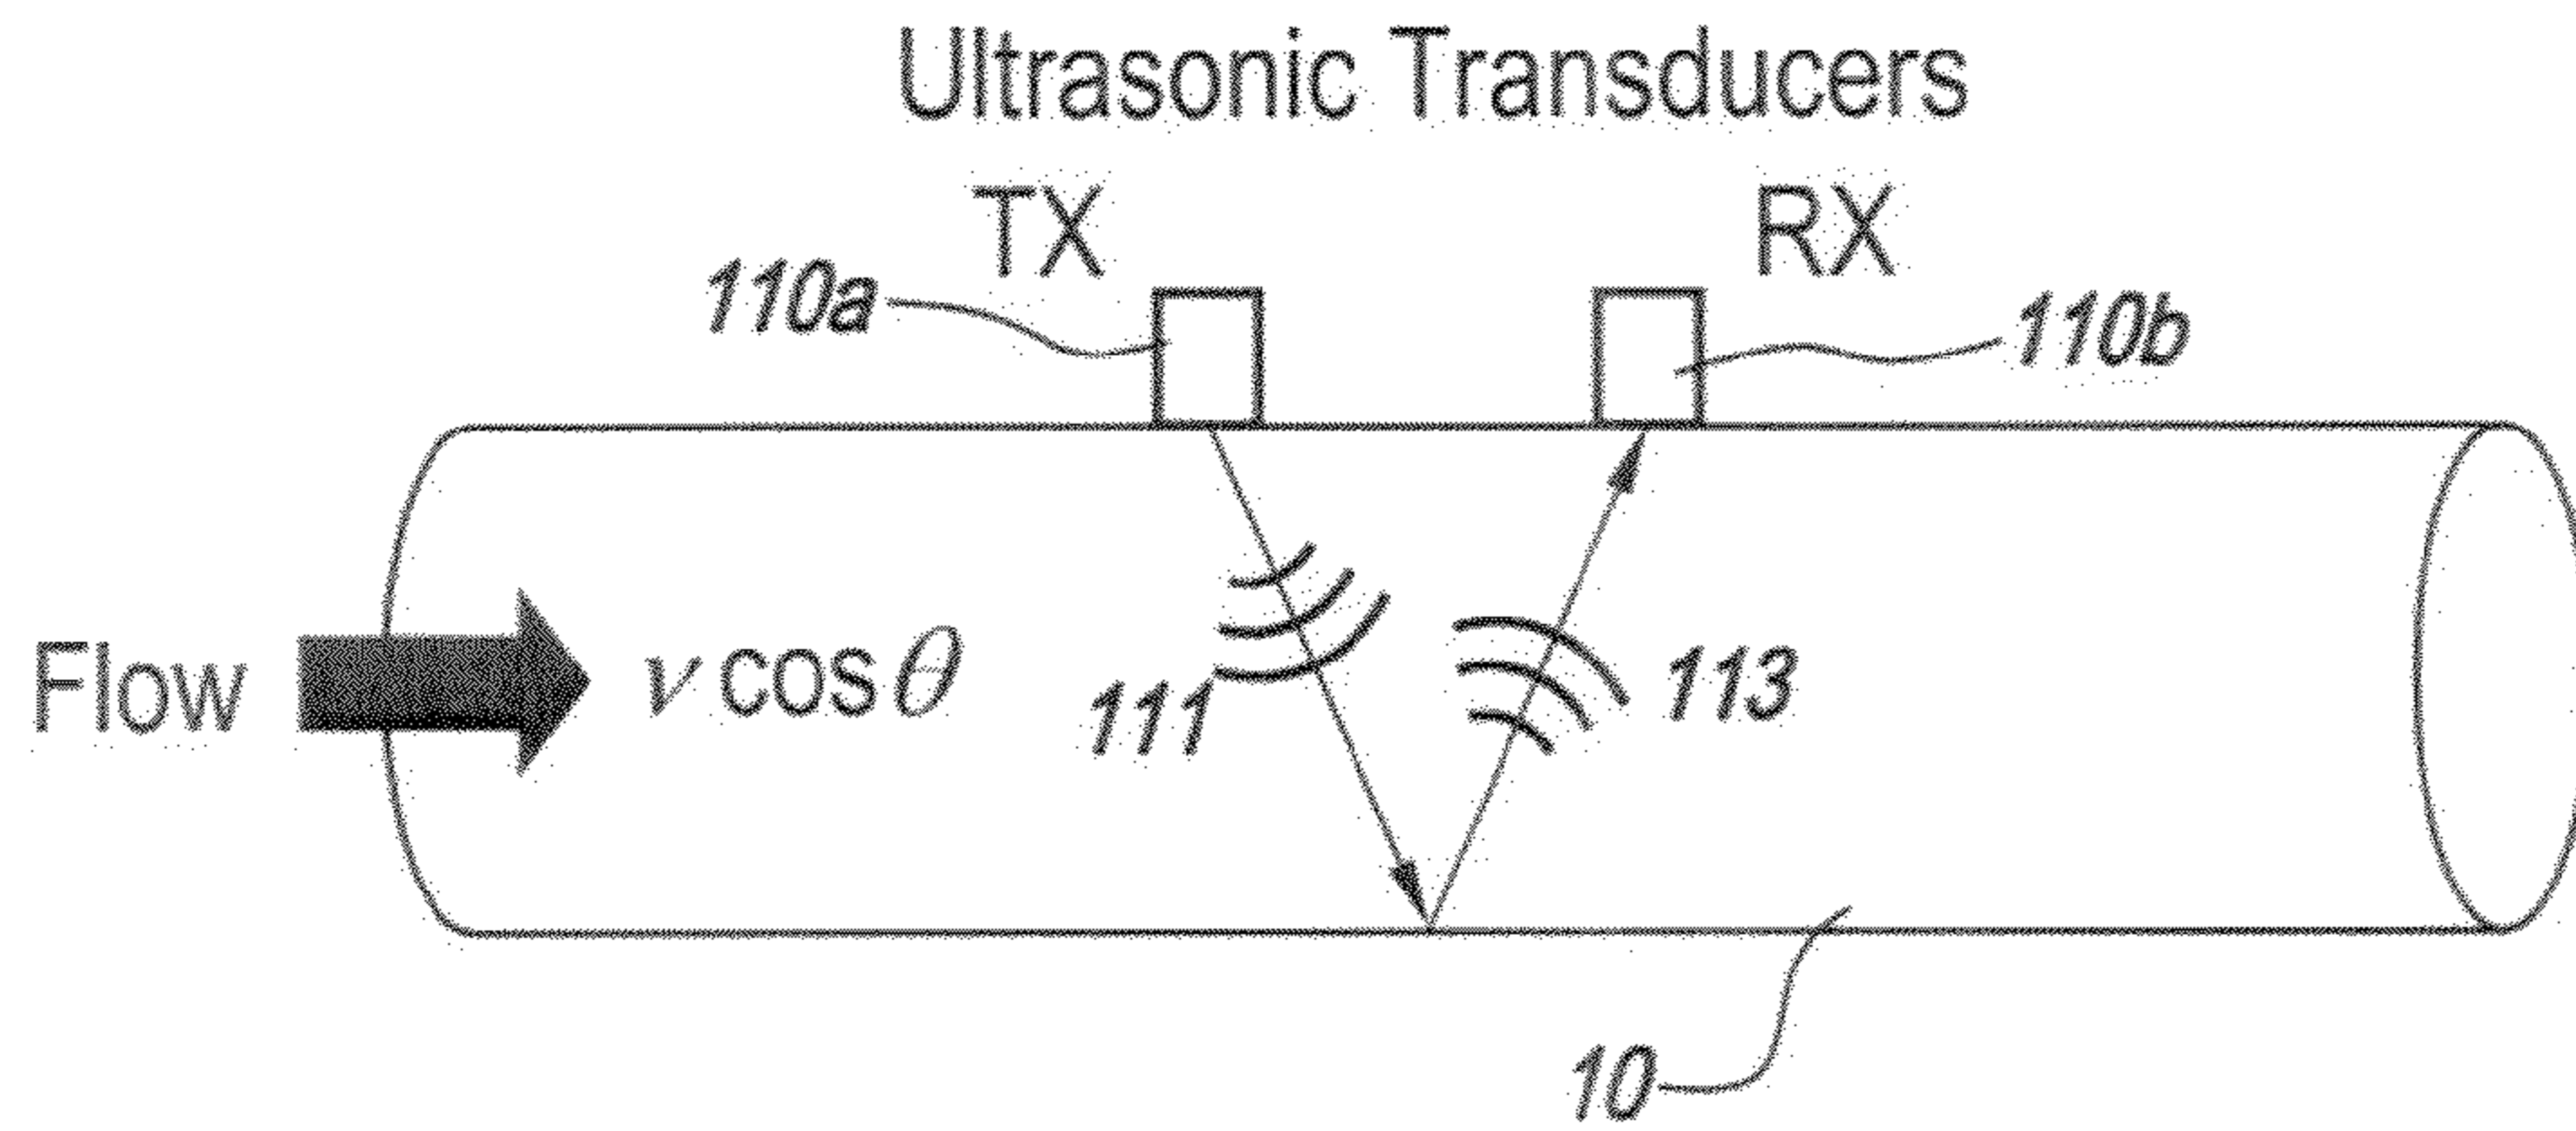 Ultrasonic Transducers
TX RX
110a 110b
Flow v cos θ 111 113
10